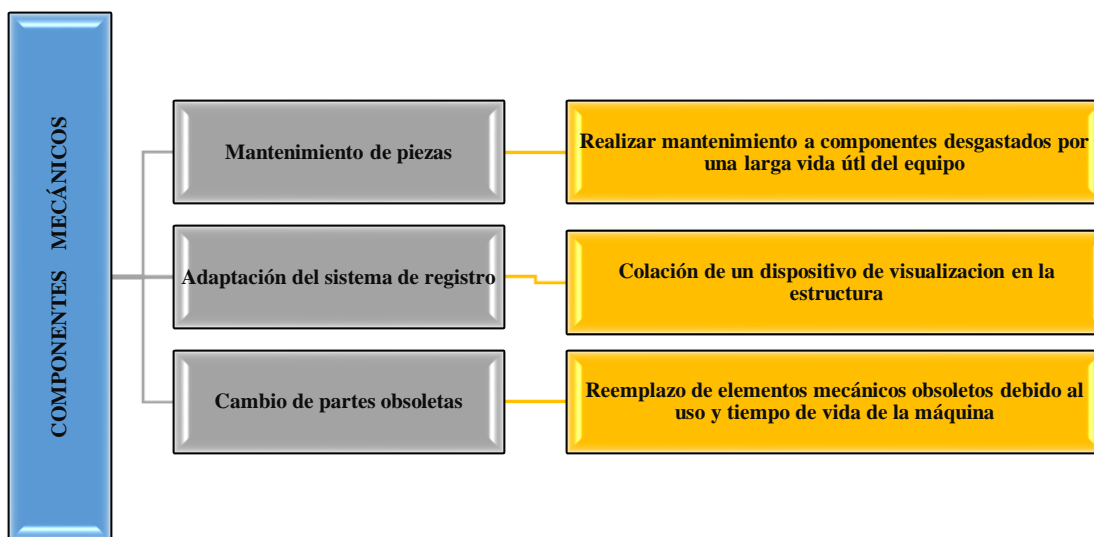 COMPONENTES MECÁNICOS
Mantenimiento de piezas
Realizar mantenimiento a componentes desgastados por
una larga vida útl del equipo
Adaptación del sistema de registro
Colación de un dispositivo de visualizacion en la
estructura
Cambio de partes obsoletas
Reemplazo de elementos mecánicos obsoletos debido al
uso y tiempo de vida de la máquina